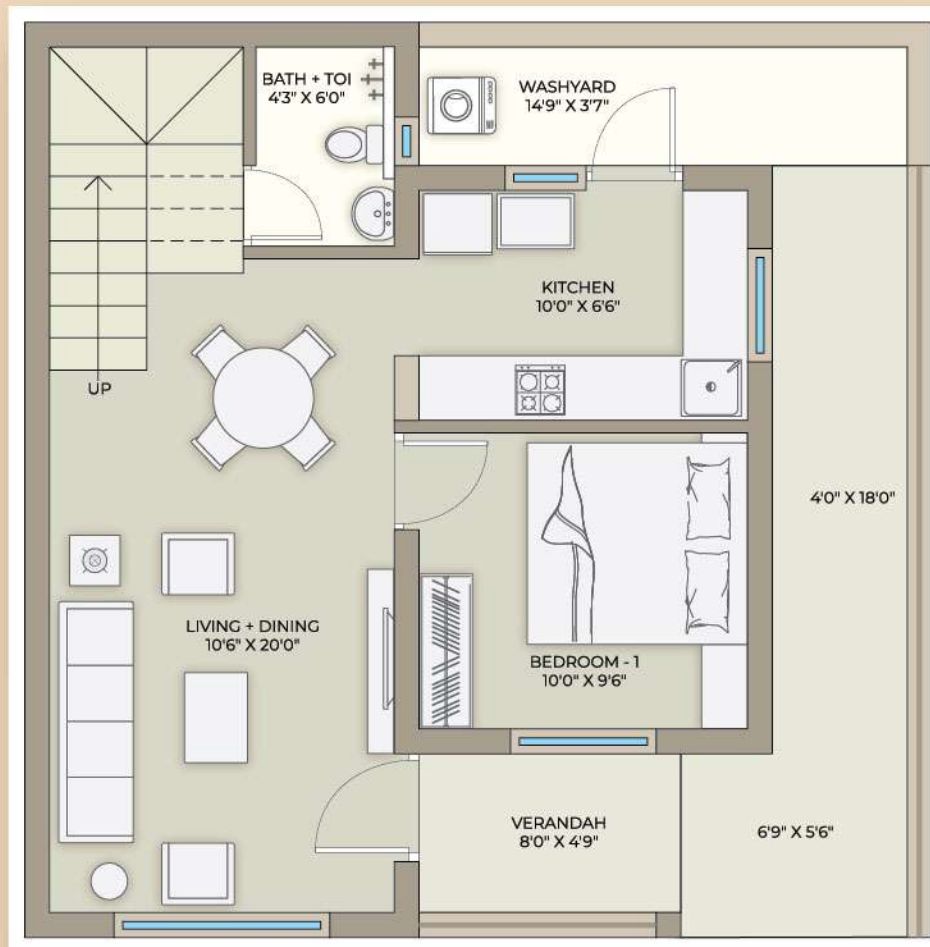 BATH + TOI
4'3" X 6'0"
WASHYARD
14'9" X 3'7"
KITCHEN
10'0" X 6'6"
UP
4'0" X 18'0"
LIVING + DINING
10'6" X 20'0"
BEDROOM - 1
10'0" X 9'6"
VERANDAH
8'0" X 4'9"
6'9" X 5'6"